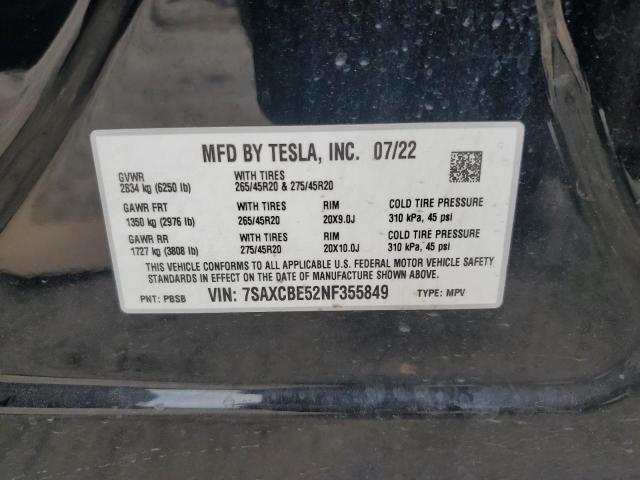 MFD BY TESLA, INC. 07/22
GVWR WITH TIRES
2834 kg (6250 lb) 265/45R20 & 275/45R20
GAWR FRT WITH TIRES RIM COLD TIRE PRESSURE
1350 kg (2976 lb) 265/45R20 20X9.0J 310 kPa, 45 psi
GAWR RR WITH TIRES RIM COLD TIRE PRESSURE
1727 kg (3808 lb) 275/45R20 20X10.0J 310 kPa, 45 psi
THIS VEHICLE CONFORMS TO ALL APPLICABLE U.S. FEDERAL MOTOR VEHICLE SAFETY
STANDARDS IN EFFECT ON THE DATE OF MANUFACTURE SHOWN ABOVE.
PNT: PBSB VIN: 7SAXCBE52NF355849 TYPE: MPV